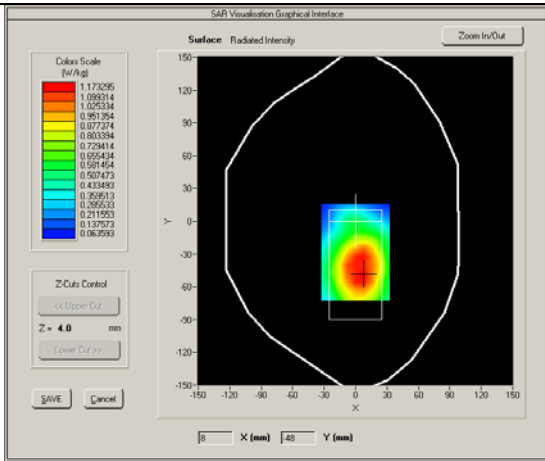 SAR Visualisation Graphical Interface
Surface Radiated Intensity
Zoom In/Out
Colors Scale
(W/kg)
1.173295
1.099314
1.025334
0.951354
0.877374
0.803394
0.729414
0.655434
0.581454
0.507473
0.433493
0.359513
0.285533
0.211553
0.137573
0.063593
Z-Cuts Control
<< Upper Cut
Z = 4.0 mm
Lower Cut >>
SAVE Cancel
150-
120-
90-
60-
30-
Y
0-
-30-
-60-
-90-
-120-
-150-
-150 -120 -90 -60 -30 0 30 60 90 120 150
X
8 X (mm) -48 Y (mm)